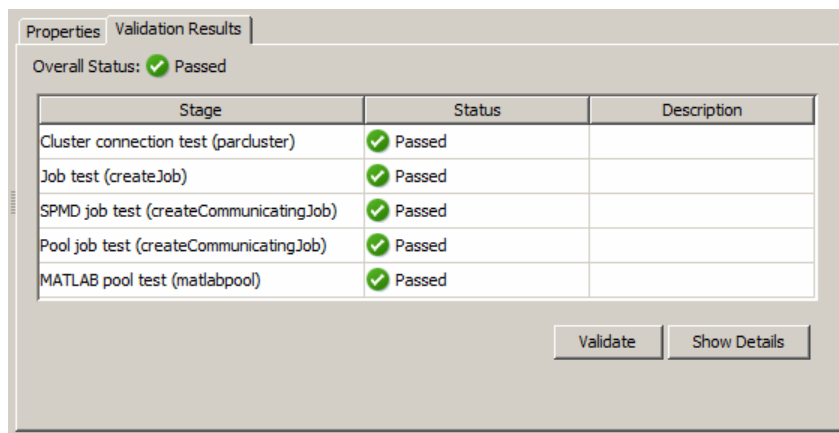 Properties Validation Results
Overall Status: Passed
Stage Status Description
Cluster connection test (parcluster) Passed
Job test (createJob) Passed
SPMD job test (createCommunicatingJob) Passed
Pool job test (createCommunicatingJob) Passed
MATLAB pool test (matlabpool) Passed
Validate Show Details